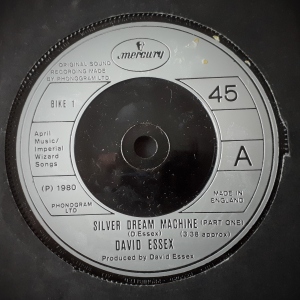 mercury
ORIGINAL SOUND
RECORDING MADE
BY PHONOGRAM LTD
BIKE 1
45
April
Music/
Imperial
Wizard
Songs
A
(P) 1980
MADE IN
ENGLAND
PHONOGRAM
LTD
SILVER DREAM MACHINE (PART ONE)
(D.Essex) (3.38 approx)
DAVID ESSEX
Produced by David Essex